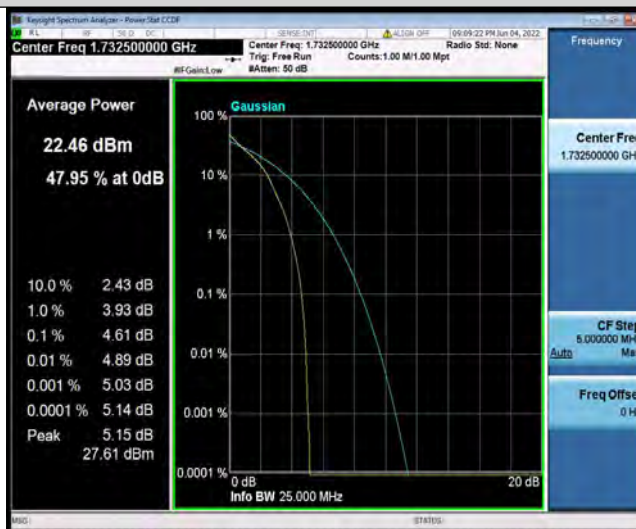 Keysight Spectrum Analyzer - Power Stat CCDF
RL RF 50 Ω DC SENSE:INT ALIGN OFF 09:09:22 PM Jun 04, 2022
Center Freq 1.732500000 GHz
Center Freq: 1.732500000 GHz
Radio Std: None
Trig: Free Run Counts:1.00 M/1.00 Mpt
#IFGain:Low #Atten: 50 dB
Average Power
22.46 dBm
47.95 % at 0dB
10.0 % 2.43 dB
1.0 % 3.93 dB
0.1 % 4.61 dB
0.01 % 4.89 dB
0.001 % 5.03 dB
0.0001 % 5.14 dB
Peak 5.15 dB
27.61 dBm
Gaussian
100 %
10 %
1 %
0.1 %
0.01 %
0.001 %
0.0001 %
0 dB 20 dB
Info BW 25.000 MHz
Frequency
Center Fre
1.732500000 GH
CF Step
5.000000 MH
Auto Ma
Freq Offse
0 H
MSG STATUS